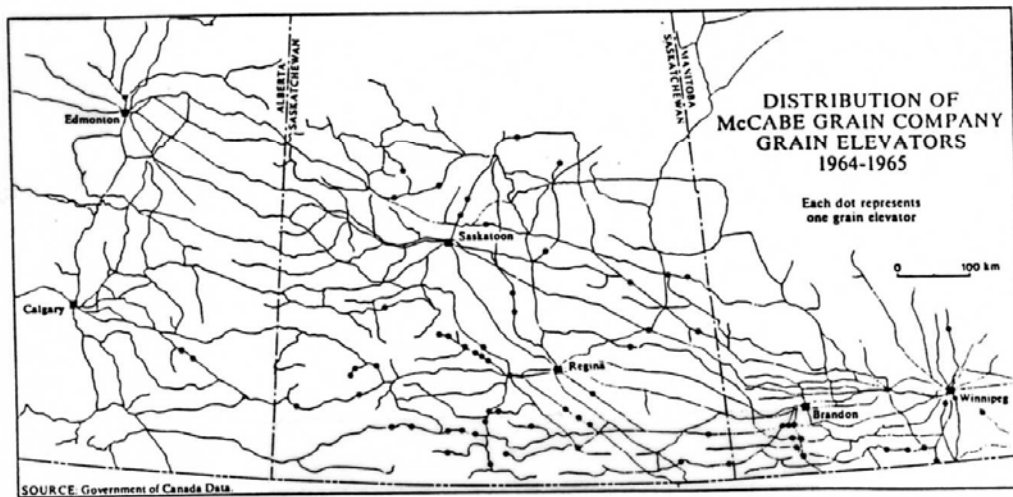 DISTRIBUTION OF
McCABE GRAIN COMPANY
GRAIN ELEVATORS
1964-1965
Each dot represents
one grain elevator
0 100 km
ALBERTA
SASKATCHEWAN
MANITOBA
SASKATCHEWAN
Edmonton
Saskatoon
Calgary
Regina
Brandon
Winnipeg
SOURCE: Government of Canada Data.